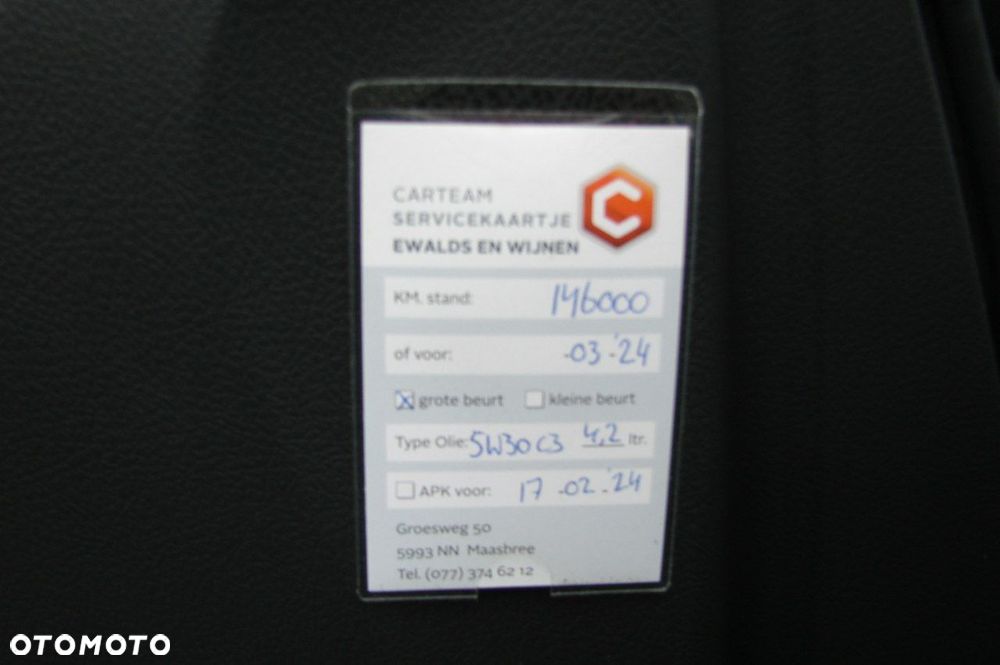 CARTEAM
SERVICEKAARTJE
EWALDS EN WIJNEN
KM. stand: 146000
of voor: -03-'24
grote beurt kleine beurt
Type Olie: 5W30 C3 4,2 ltr.
APK voor: 17-02-'24
Groesweg 50
5993 NN Maasbree
Tel. (077) 374 62 12
OTOMOTO